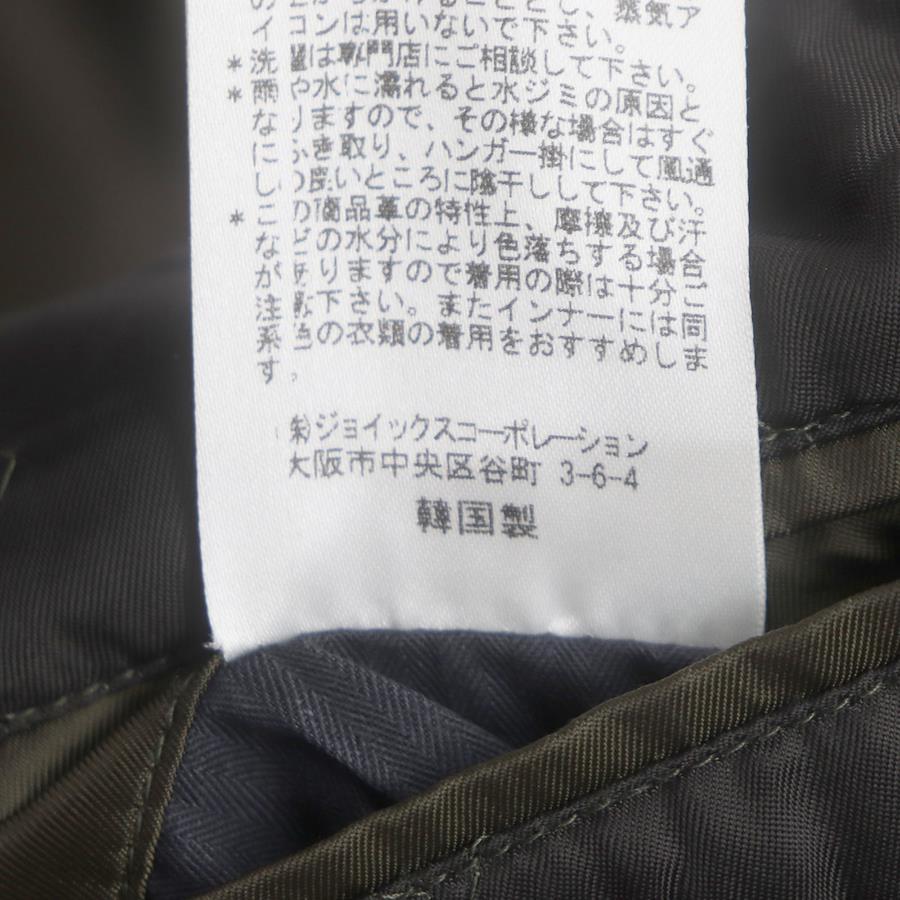 ること とし、蒸気ア
イコンは用いないで下さい。
*洗濯は専門店にご相談して下さい。
*雨や水に濡れると水ジミの原因と
なりますので、その様な場合はすぐ
にふき取り、ハンガー掛にして風通
しの良いところに陰干しして下さい。
*この商品革の特性上、摩擦及び汗
などの水分により色落ちする場合
がありますので着用の際は十分ご
注意下さい。またインナーには同
系色の衣類の着用をおすすめしま
す。
㈱ジョイックスコーポレーション
大阪市中央区谷町 3-6-4
韓国製